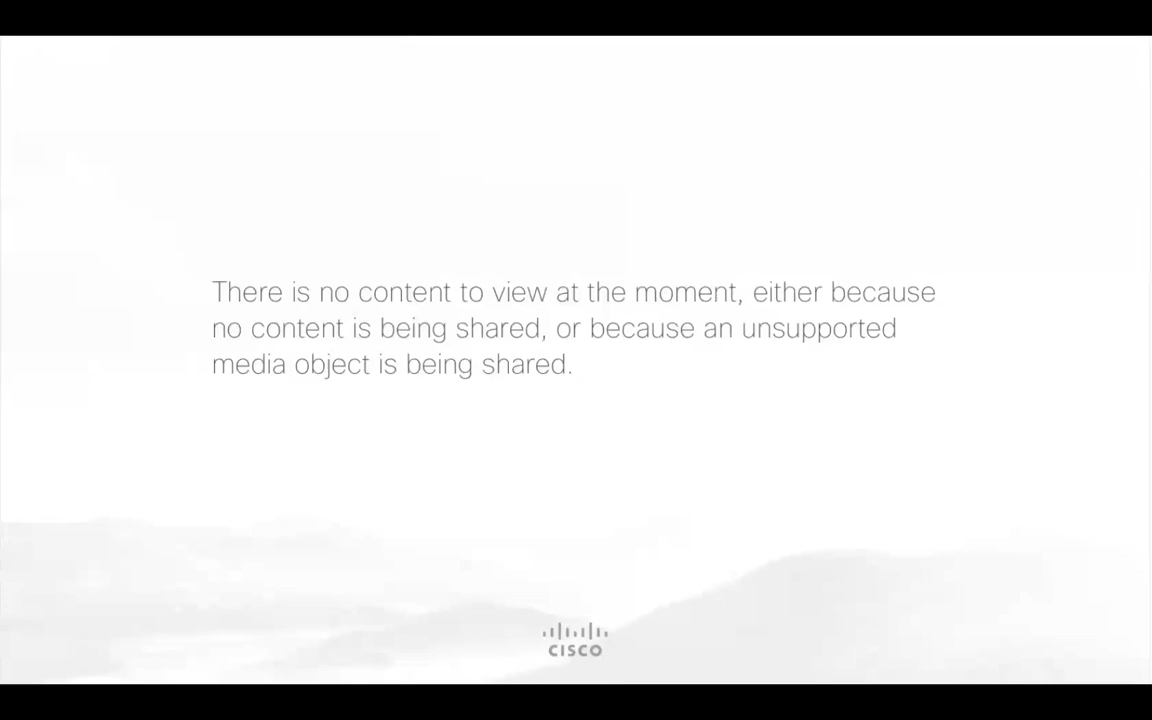 There is no content to view at the moment, either because
no content is being shared, or because an unsupported
media object is being shared.
CISCO